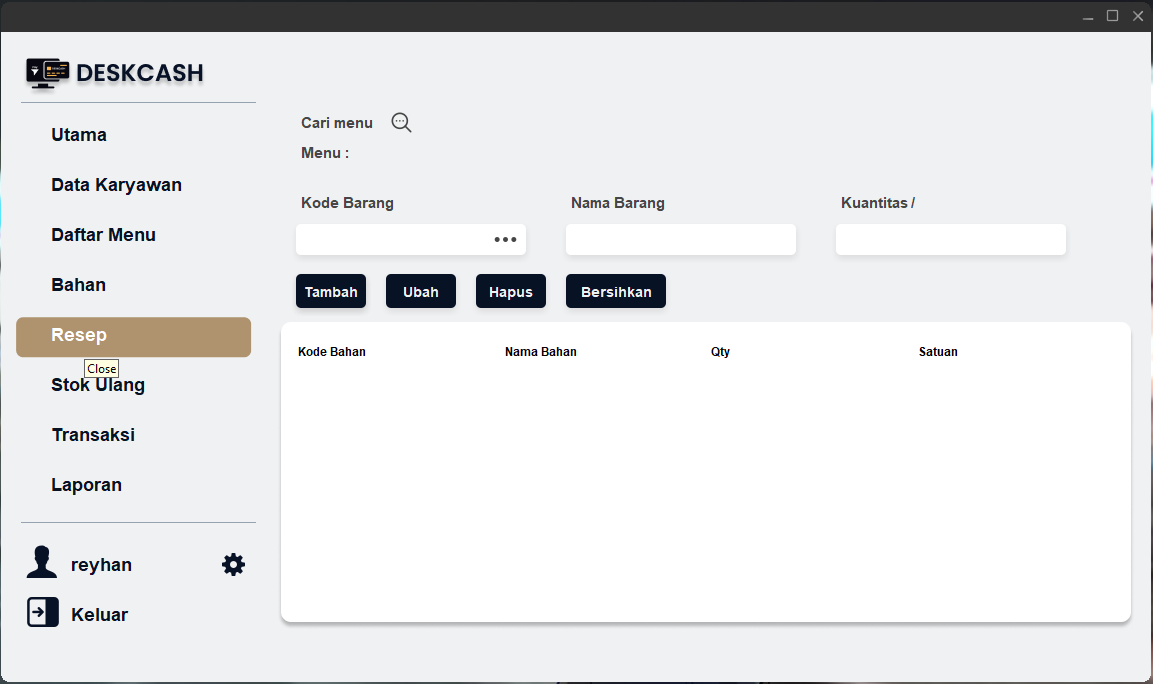 DESKCASH
Utama
Data Karyawan
Daftar Menu
Bahan
Resep
Close
Stok Ulang
Transaksi
Laporan
reyhan
Keluar
Cari menu
Menu :
Kode Barang Nama Barang Kuantitas /
Tambah Ubah Hapus Bersihkan
Kode Bahan Nama Bahan Qty Satuan